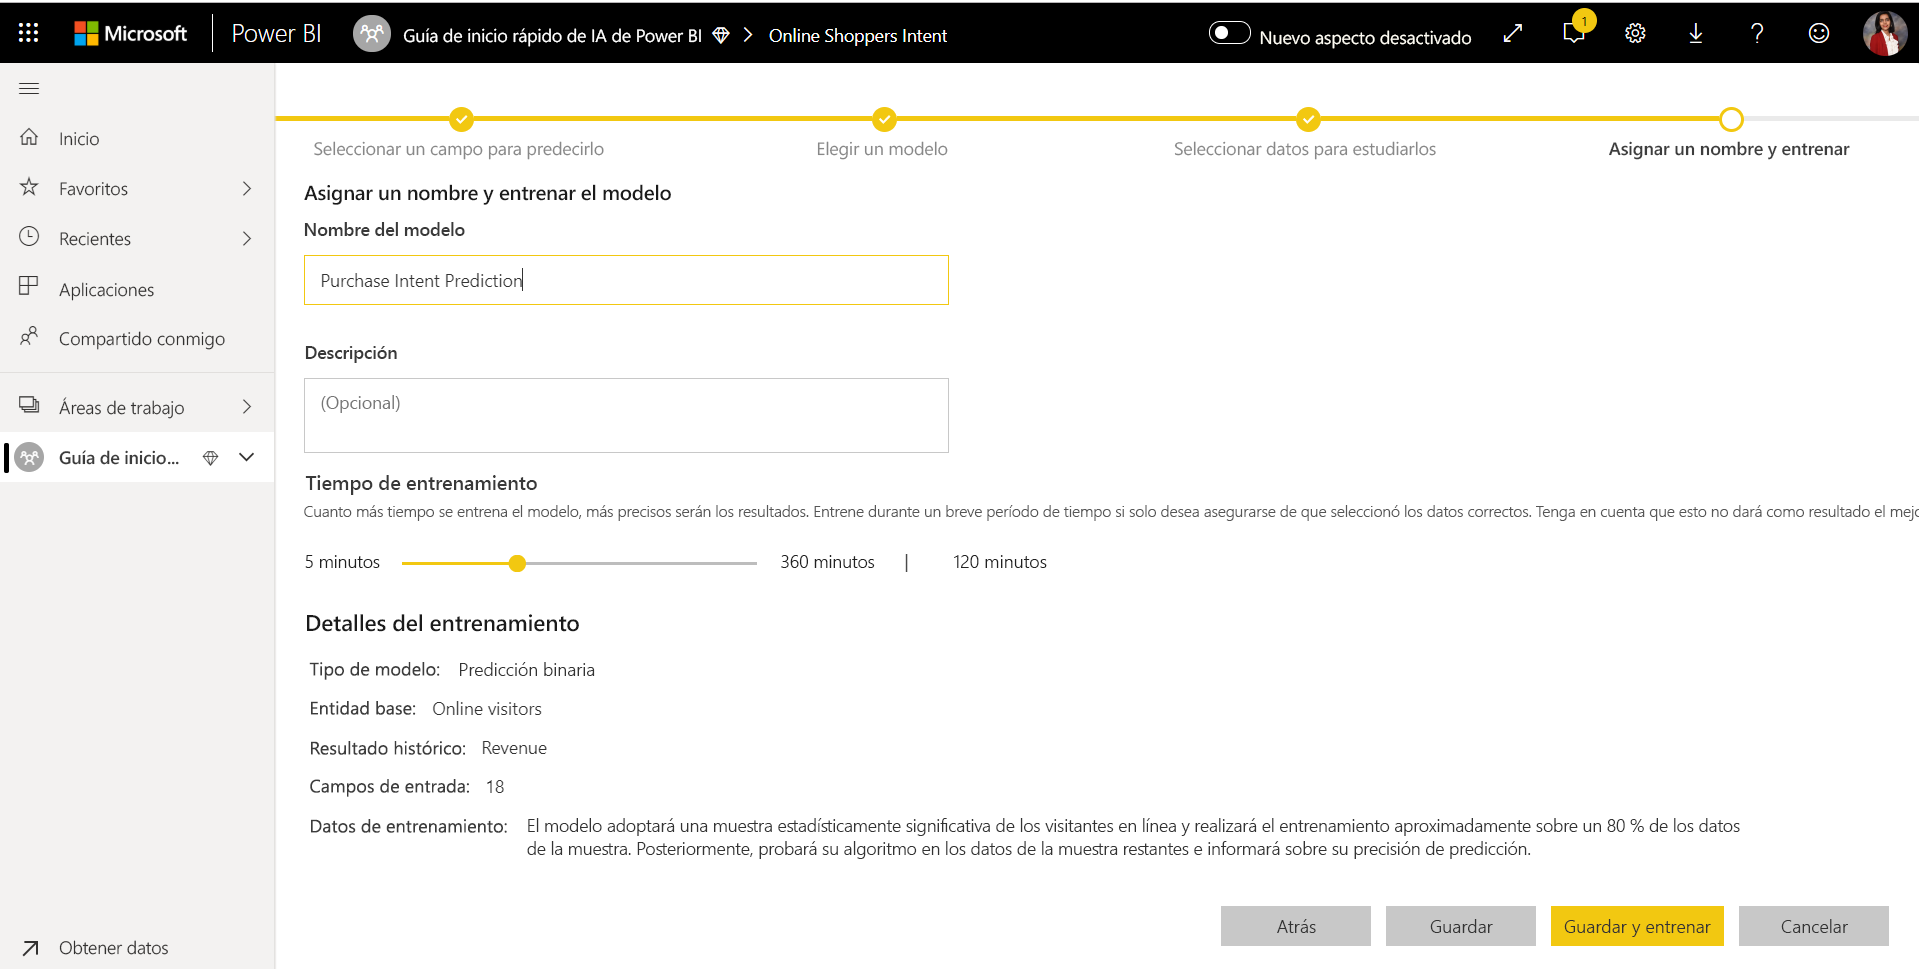 Microsoft
Power BI
Guía de inicio rápido de IA de Power BI
Online Shoppers Intent
Nuevo aspecto desactivado
1
Inicio
Favoritos
Recientes
Aplicaciones
Compartido conmigo
Áreas de trabajo
Guía de inicio...
Obtener datos
Seleccionar un campo para predecirlo
Elegir un modelo
Seleccionar datos para estudiarlos
Asignar un nombre y entrenar
Asignar un nombre y entrenar el modelo
Nombre del modelo
Purchase Intent Prediction
Descripción
(Opcional)
Tiempo de entrenamiento
Cuanto más tiempo se entrena el modelo, más precisos serán los resultados. Entrene durante un breve período de tiempo si solo desea asegurarse de que seleccionó los datos correctos. Tenga en cuenta que esto no dará como resultado el mejo
5 minutos
360 minutos | 120 minutos
Detalles del entrenamiento
Tipo de modelo: Predicción binaria
Entidad base: Online visitors
Resultado histórico: Revenue
Campos de entrada: 18
Datos de entrenamiento: El modelo adoptará una muestra estadísticamente significativa de los visitantes en línea y realizará el entrenamiento aproximadamente sobre un 80 % de los datos
de la muestra. Posteriormente, probará su algoritmo en los datos de la muestra restantes e informará sobre su precisión de predicción.
Atrás
Guardar
Guardar y entrenar
Cancelar